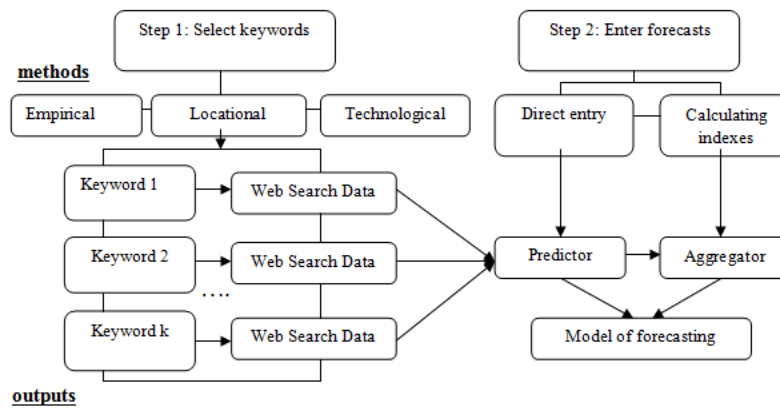 Step 1: Select keywords
Step 2: Enter forecasts
methods
Empirical
Locational
Technological
Direct entry
Calculating
indexes
Keyword 1
Web Search Data
Keyword 2
Web Search Data
Predictor
Aggregator
....
Keyword k
Web Search Data
Model of forecasting
outputs